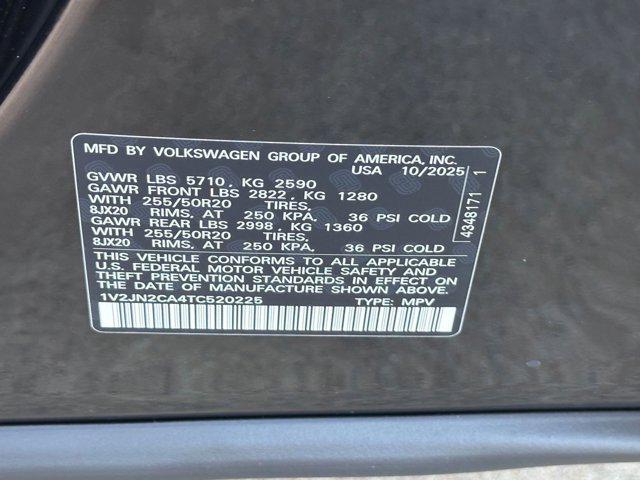 MFD BY VOLKSWAGEN GROUP OF AMERICA, INC.
USA 10/2025
GVWR LBS 5710, KG 2590
GAWR FRONT LBS 2822, KG 1280
WITH 255/50R20 TIRES,
8JX20 RIMS, AT 250 KPA, 36 PSI COLD
GAWR REAR LBS 2998, KG 1360
WITH 255/50R20 TIRES,
8JX20 RIMS, AT 250 KPA, 36 PSI COLD
THIS VEHICLE CONFORMS TO ALL APPLICABLE
U.S. FEDERAL MOTOR VEHICLE SAFETY AND
THEFT PREVENTION STANDARDS IN EFFECT ON
THE DATE OF MANUFACTURE SHOWN ABOVE.
1V2JN2CA4TC520225 TYPE: MPV
4348171 1